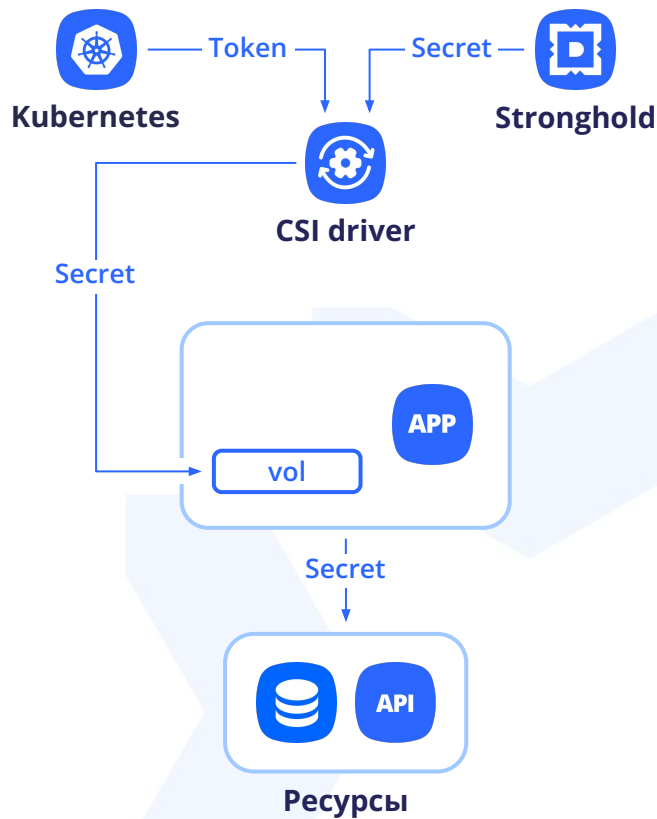 Token
Secret
Kubernetes
Stronghold
CSI driver
Secret
APP
vol
Secret
API
Ресурсы